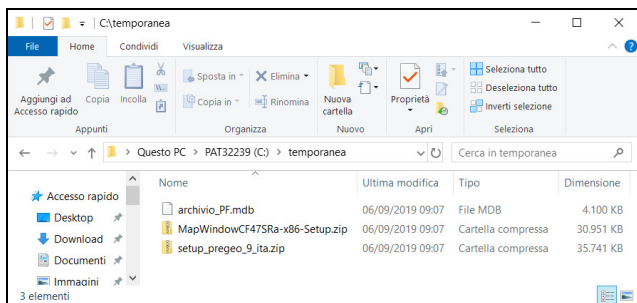 C:\temporanea
File Home Condividi Visualizza
Aggiungi ad Accesso rapido
Copia
Incolla
Sposta in
Copia in
Elimina
Rinomina
Nuova cartella
Proprietà
Seleziona tutto
Deseleziona tutto
Inverti selezione
Appunti Organizza Nuovo Apri Seleziona
Questo PC > PAT32239 (C:) > temporanea
Cerca in temporanea
Accesso rapido
Desktop
Download
Documenti
Immagini
Nome Ultima modifica Tipo Dimensione
archivio_PF.mdb 06/09/2019 09:07 File MDB 4.100 KB
MapWindowCF47SRa-x86-Setup.zip 06/09/2019 09:07 Cartella compressa 30.951 KB
setup_pregeo_9_ita.zip 06/09/2019 09:07 Cartella compressa 35.741 KB
3 elementi